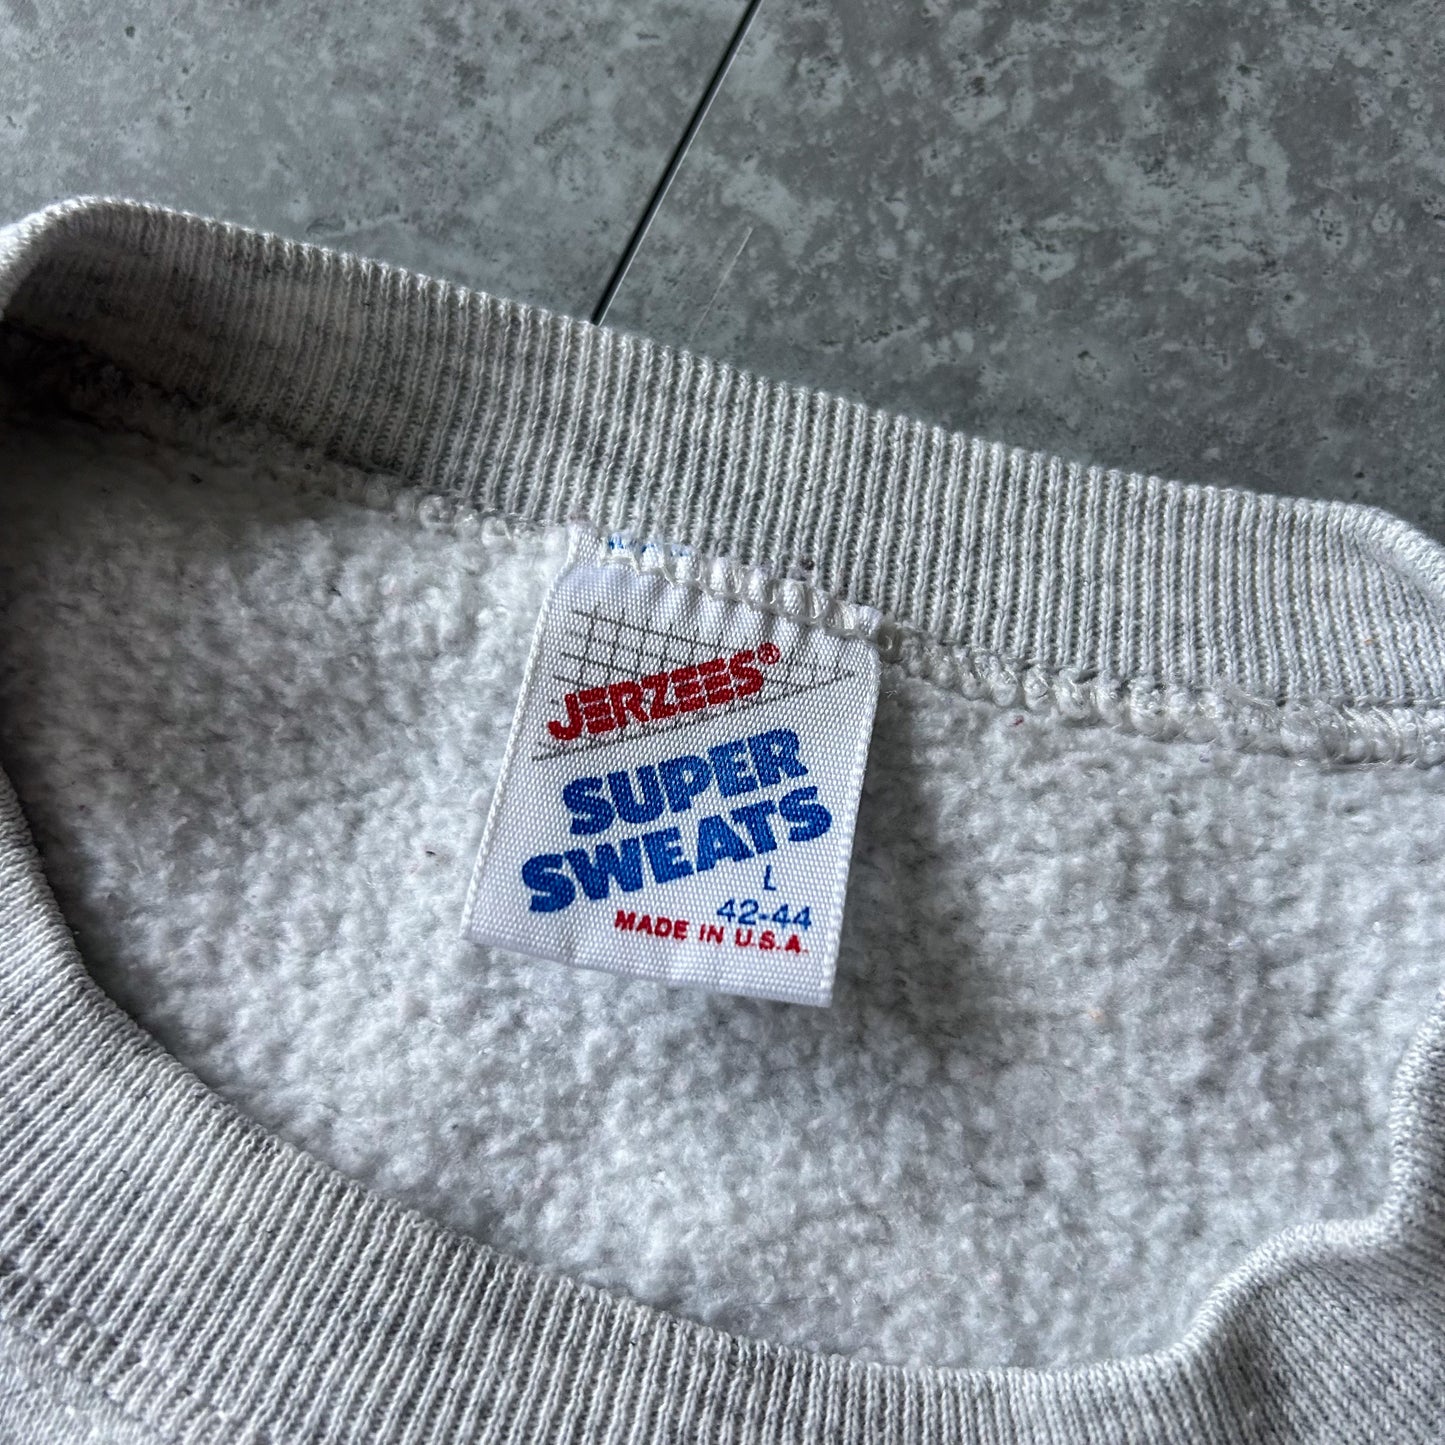 JERZEES®
SUPER
SWEATS
L
42-44
MADE IN U.S.A.